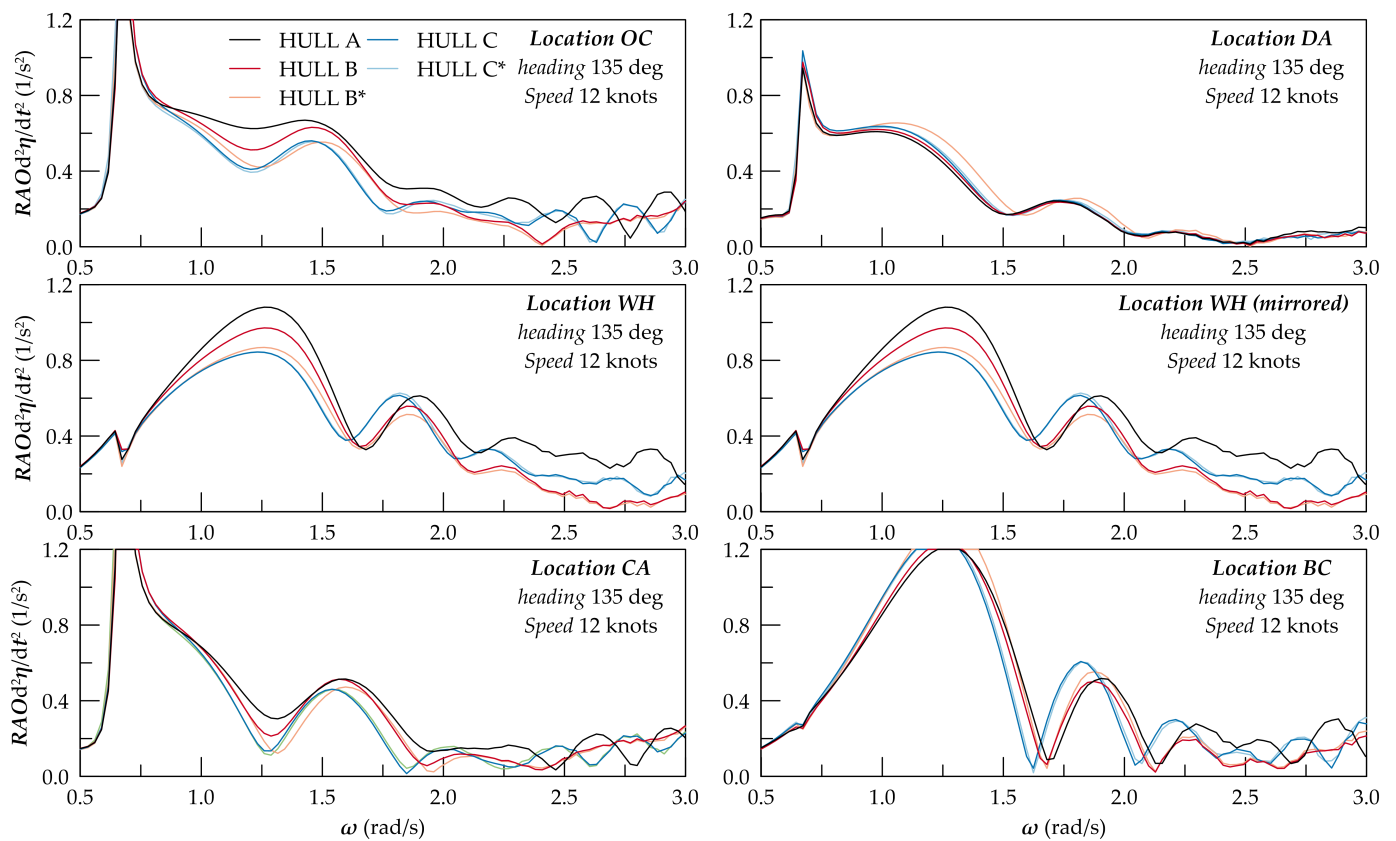 1.2
0.8
0.4
0.0
RAOd²η/dt² (1/s²)
HULL A
HULL C
HULL B
HULL C*
HULL B*
Location OC
heading 135 deg
Speed 12 knots
0.5 1.0 1.5 2.0 2.5 3.0
1.2
0.8
0.4
0.0
Location DA
heading 135 deg
Speed 12 knots
0.5 1.0 1.5 2.0 2.5 3.0
1.2
0.8
0.4
0.0
RAOd²η/dt² (1/s²)
Location WH
heading 135 deg
Speed 12 knots
0.5 1.0 1.5 2.0 2.5 3.0
1.2
0.8
0.4
0.0
Location WH (mirrored)
heading 135 deg
Speed 12 knots
0.5 1.0 1.5 2.0 2.5 3.0
1.2
0.8
0.4
0.0
RAOd²η/dt² (1/s²)
Location CA
heading 135 deg
Speed 12 knots
0.5 1.0 1.5 2.0 2.5 3.0
ω (rad/s)
1.2
0.8
0.4
0.0
Location BC
heading 135 deg
Speed 12 knots
0.5 1.0 1.5 2.0 2.5 3.0
ω (rad/s)